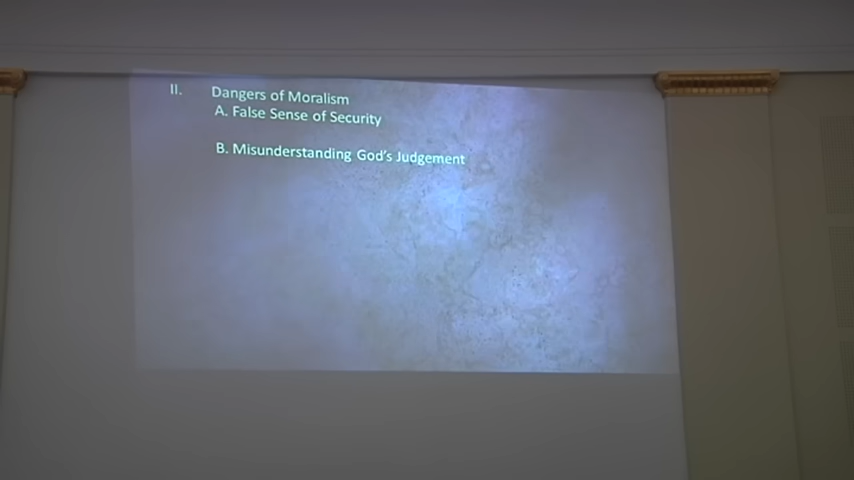 II. Dangers of Moralism
A. False Sense of Security
B. Misunderstanding God's Judgement